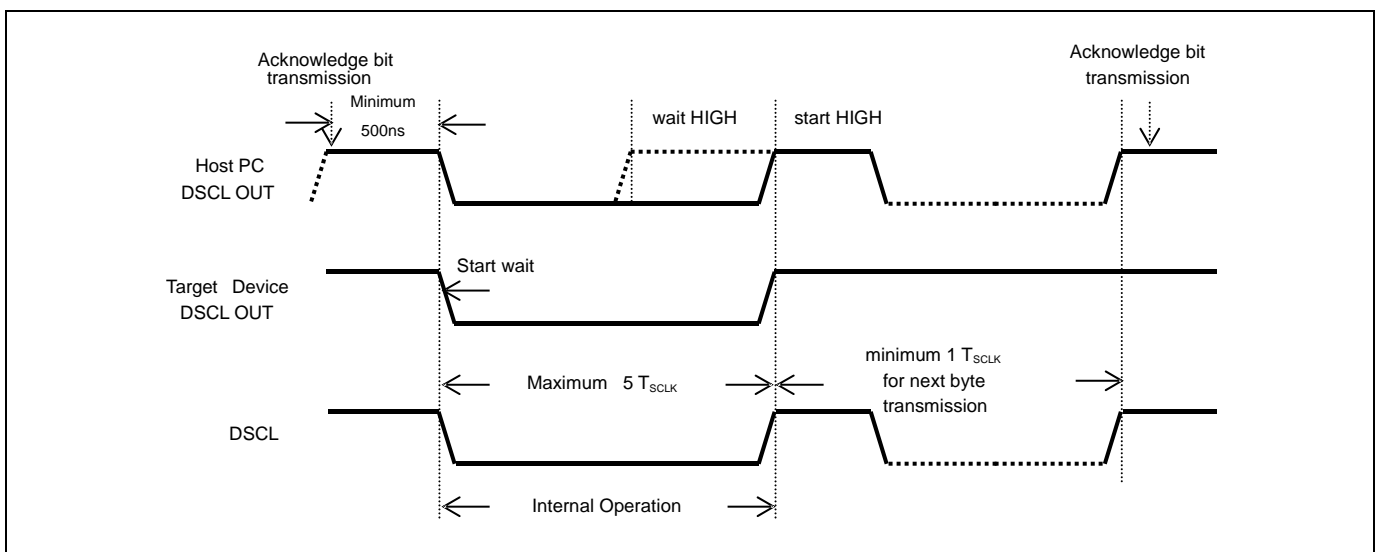 Acknowledge bit
transmission
Acknowledge bit
transmission
Minimum
500ns
wait HIGH
start HIGH
Host PC
DSCL OUT
Start wait
Target Device
DSCL OUT
minimum 1 TSCLK
for next byte
transmission
Maximum 5 TSCLK
DSCL
Internal Operation